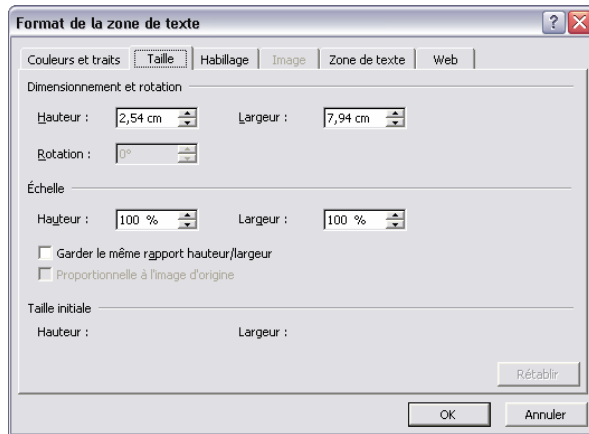 Format de la zone de texte
Couleurs et traits Taille Habillage Image Zone de texte Web
Dimensionnement et rotation
Hauteur : 2,54 cm Largeur : 7,94 cm
Rotation : 0°
Échelle
Hauteur : 100 % Largeur : 100 %
Garder le même rapport hauteur/largeur
Proportionnelle à l'image d'origine
Taille initiale
Hauteur : Largeur :
Rétablir
OK Annuler